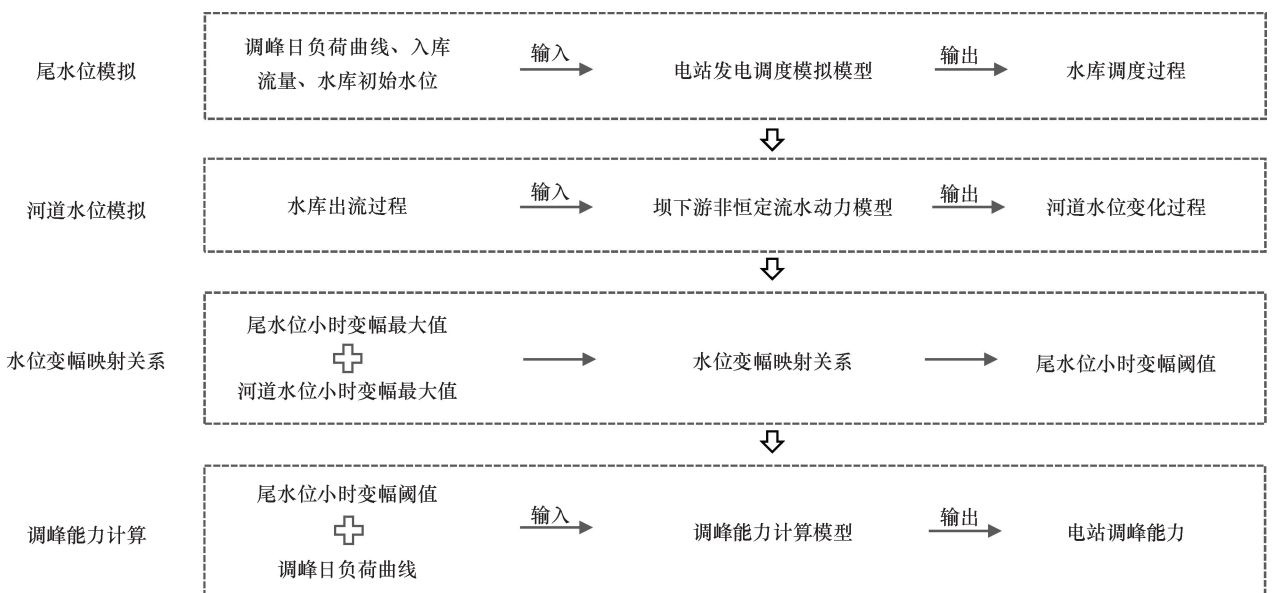 尾水位模拟
调峰日负荷曲线、入库
流量、水库初始水位
输入
电站发电调度模拟模型
输出
水库调度过程
河道水位模拟
水库出流过程
输入
坝下游非恒定流水动力模型
输出
河道水位变化过程
水位变幅映射关系
尾水位小时变幅最大值
河道水位小时变幅最大值
水位变幅映射关系
尾水位小时变幅阈值
调峰能力计算
尾水位小时变幅阈值
调峰日负荷曲线
输入
调峰能力计算模型
输出
电站调峰能力